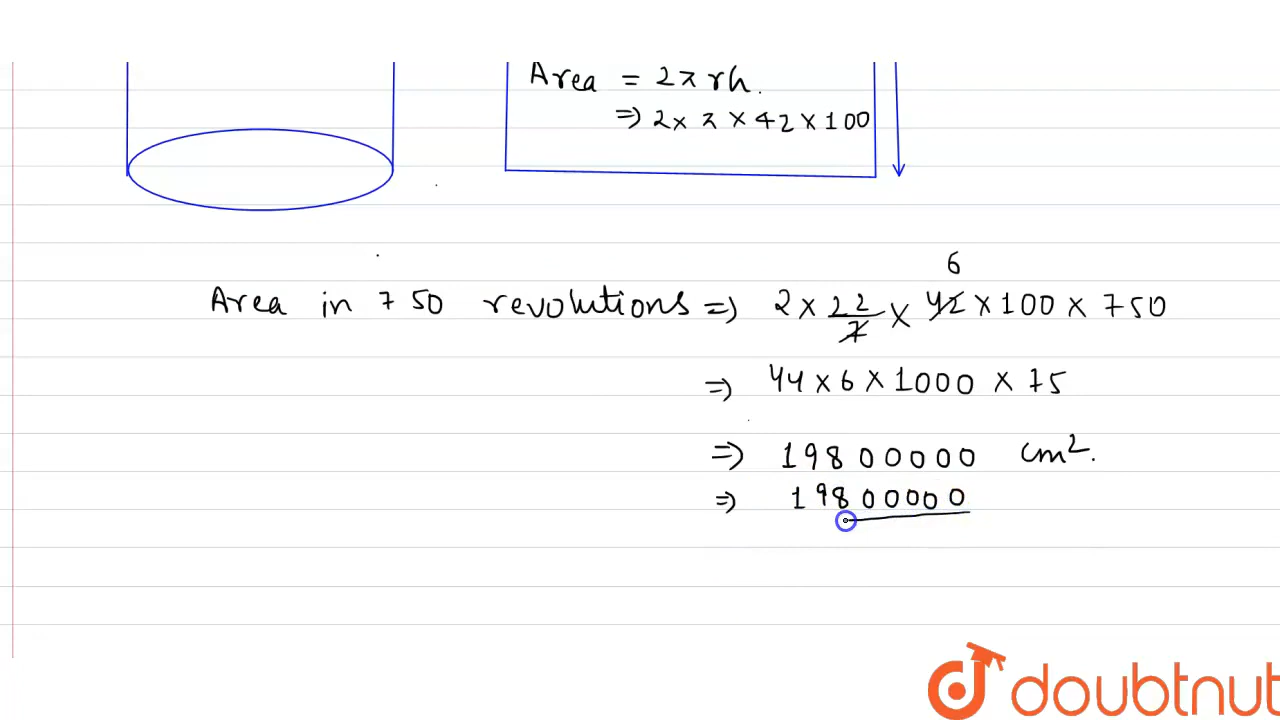 Area = 2πrh.
⇒ 2 × π × 42 × 100
6
Area in 750 revolutions ⇒ 2 × 22/7 × 42 × 100 × 750
⇒ 44 × 6 × 1000 × 75
⇒ 19800000 cm².
⇒ 19800000
doubtnut